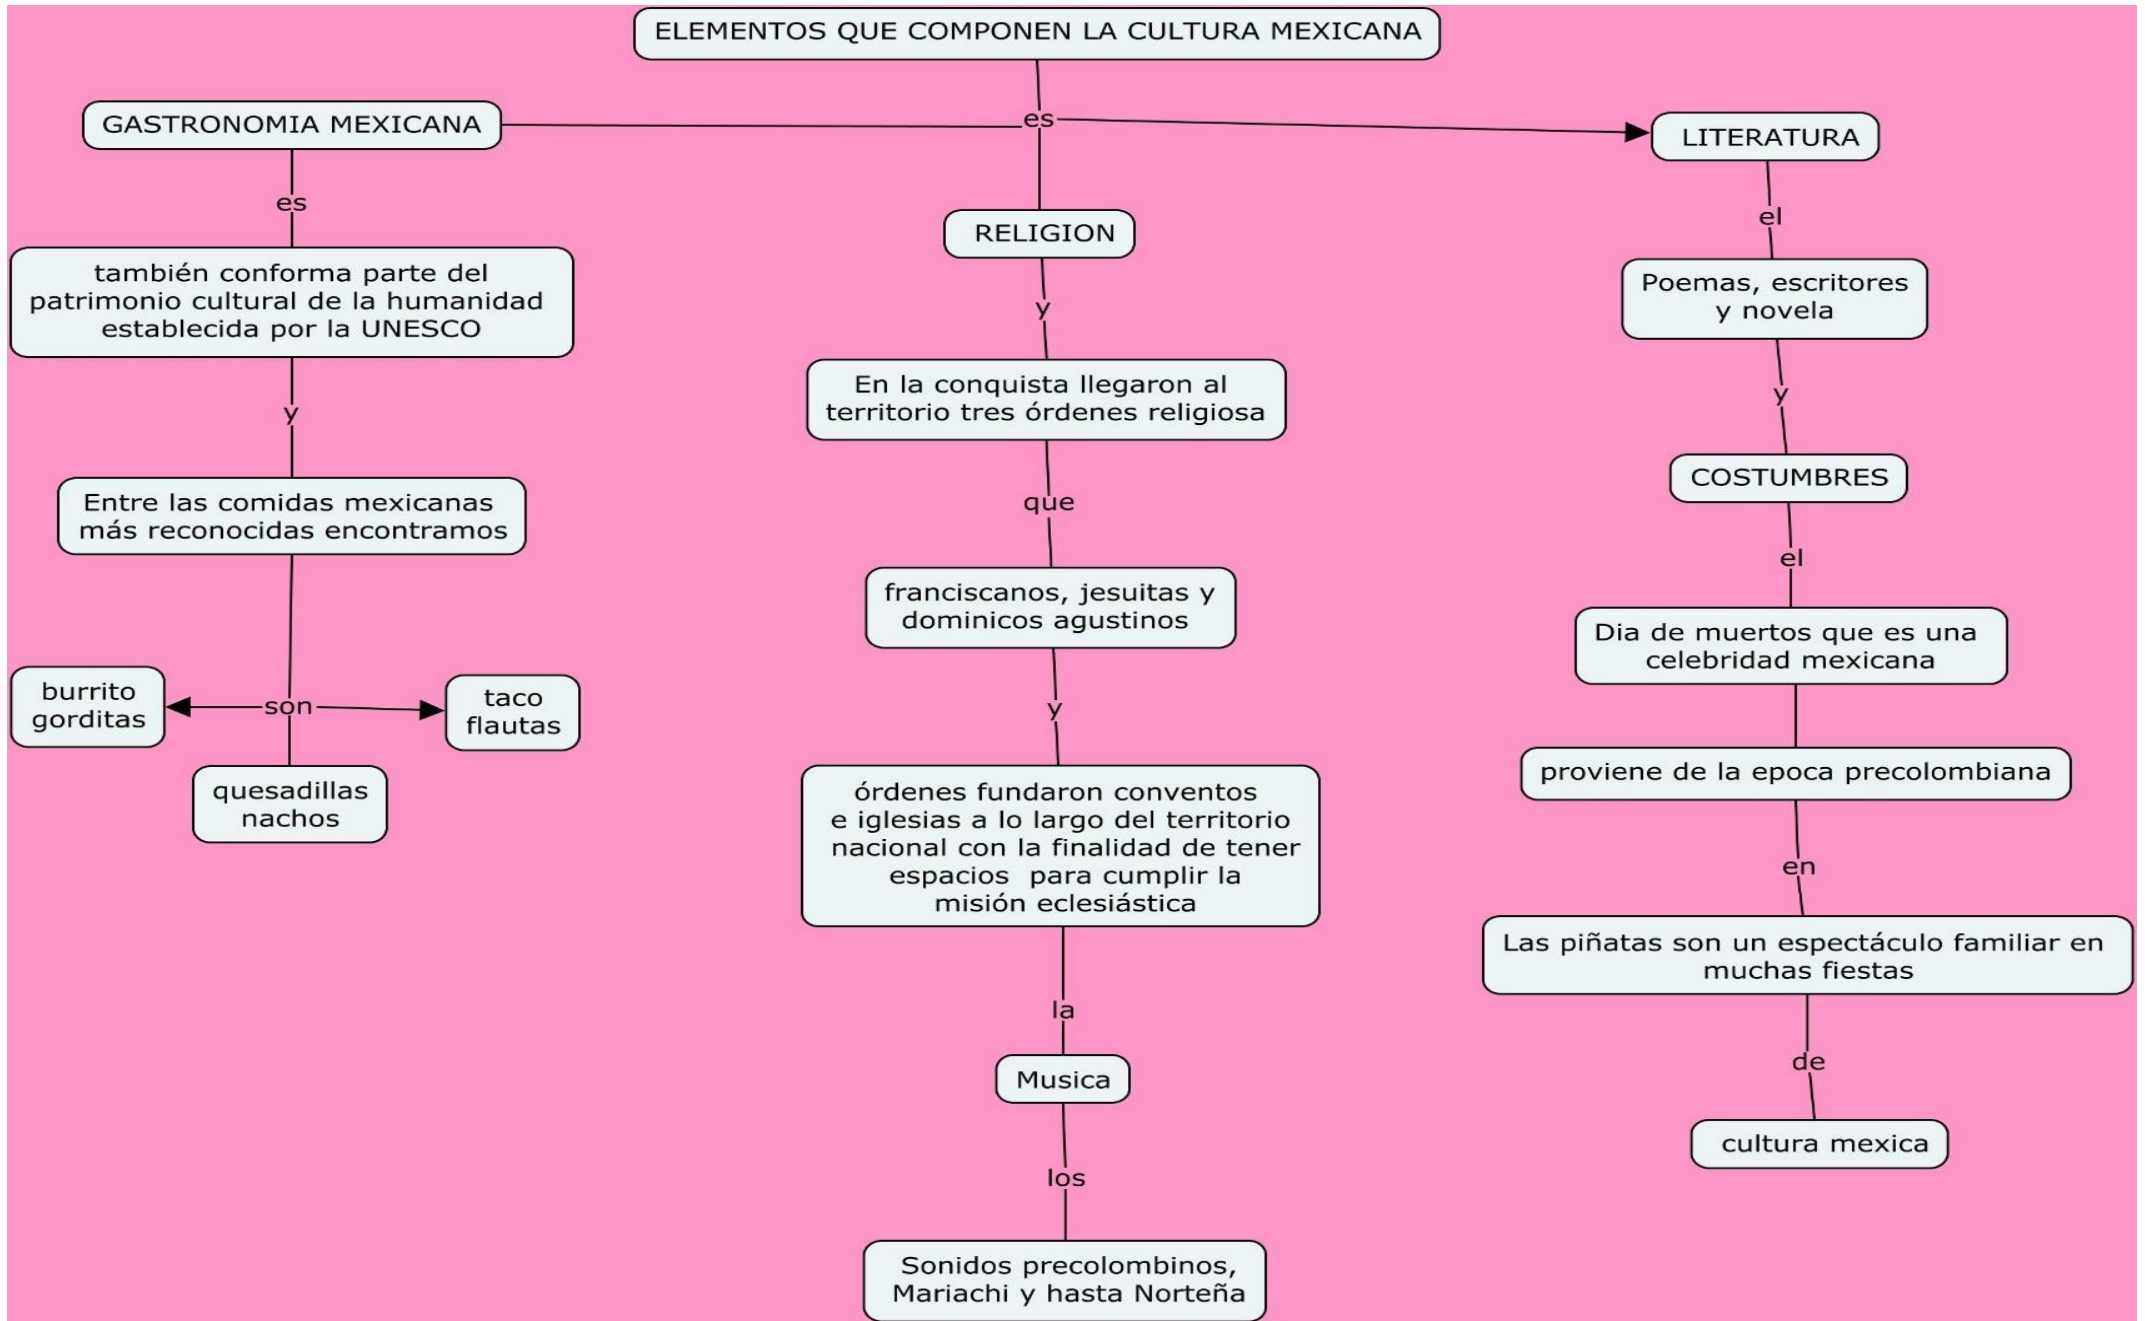 ELEMENTOS QUE COMPONEN LA CULTURA MEXICANA
es
GASTRONOMIA MEXICANA
es
también conforma parte del
patrimonio cultural de la humanidad
establecida por la UNESCO
y
Entre las comidas mexicanas
más reconocidas encontramos
son
burrito
gorditas
quesadillas
nachos
taco
flautas
RELIGION
y
En la conquista llegaron al
territorio tres órdenes religiosa
que
franciscanos, jesuitas y
dominicos agustinos
y
órdenes fundaron conventos
e iglesias a lo largo del territorio
nacional con la finalidad de tener
espacios para cumplir la
misión eclesiástica
la
Musica
los
Sonidos precolombinos,
Mariachi y hasta Norteña
LITERATURA
el
Poemas, escritores
y novela
y
COSTUMBRES
el
Dia de muertos que es una
celebridad mexicana
proviene de la epoca precolombiana
en
Las piñatas son un espectáculo familiar en
muchas fiestas
de
cultura mexica